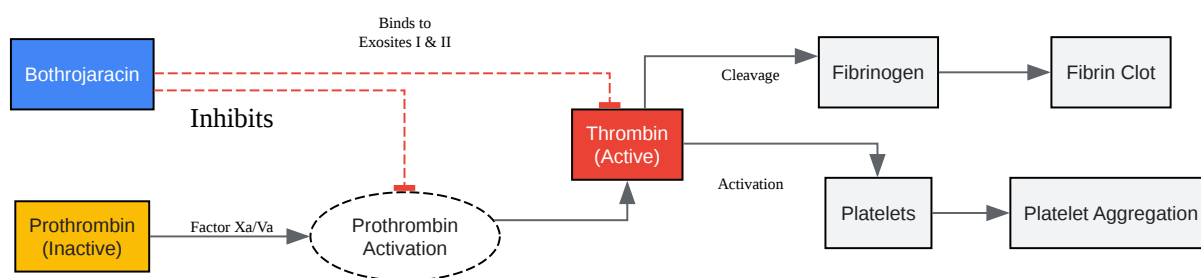 Binds to
Exosites I & II
Bothrojaracin
Inhibits
Cleavage
Fibrinogen
Fibrin Clot
Thrombin
(Active)
Activation
Prothrombin
(Inactive)
Factor Xa/Va
Prothrombin
Activation
Platelets
Platelet Aggregation